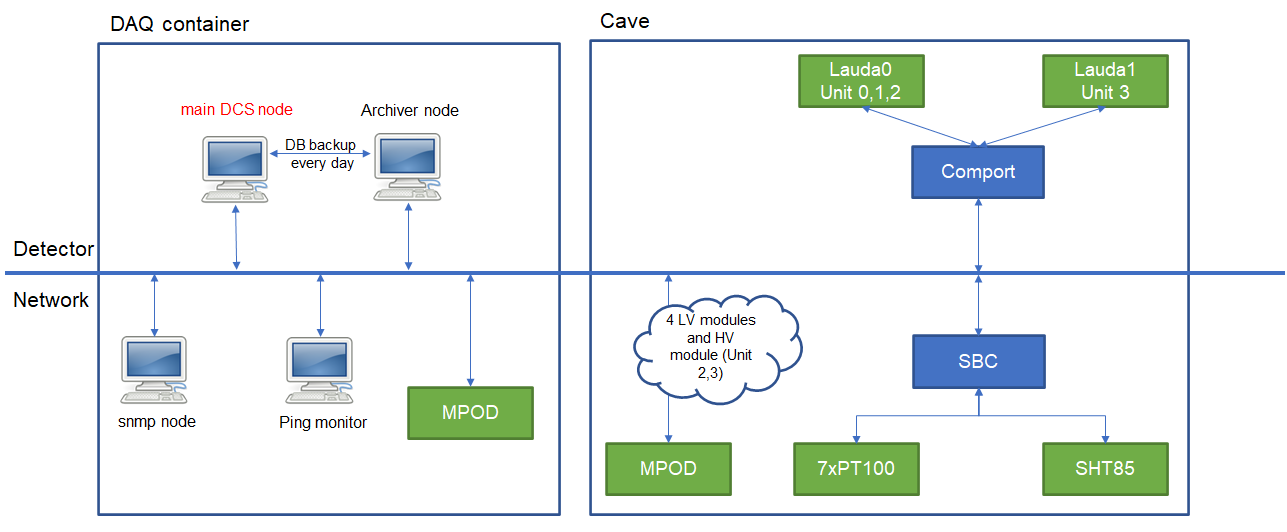 DAQ container
Cave
Lauda0
Unit 0,1,2
Lauda1
Unit 3
main DCS node
Archiver node
DB backup
every day
Comport
Detector
Network
4 LV modules
and HV
module (Unit
2,3)
SBC
snmp node
Ping monitor
MPOD
MPOD
7xPT100
SHT85